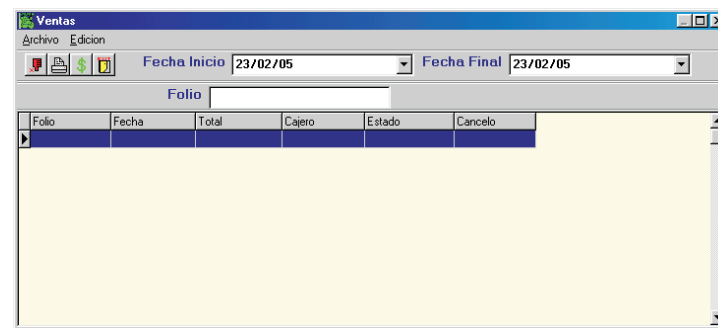 Ventas
Archivo Edicion
Fecha Inicio 23/02/05 Fecha Final 23/02/05
Folio
Folio Fecha Total Cajero Estado Cancelo